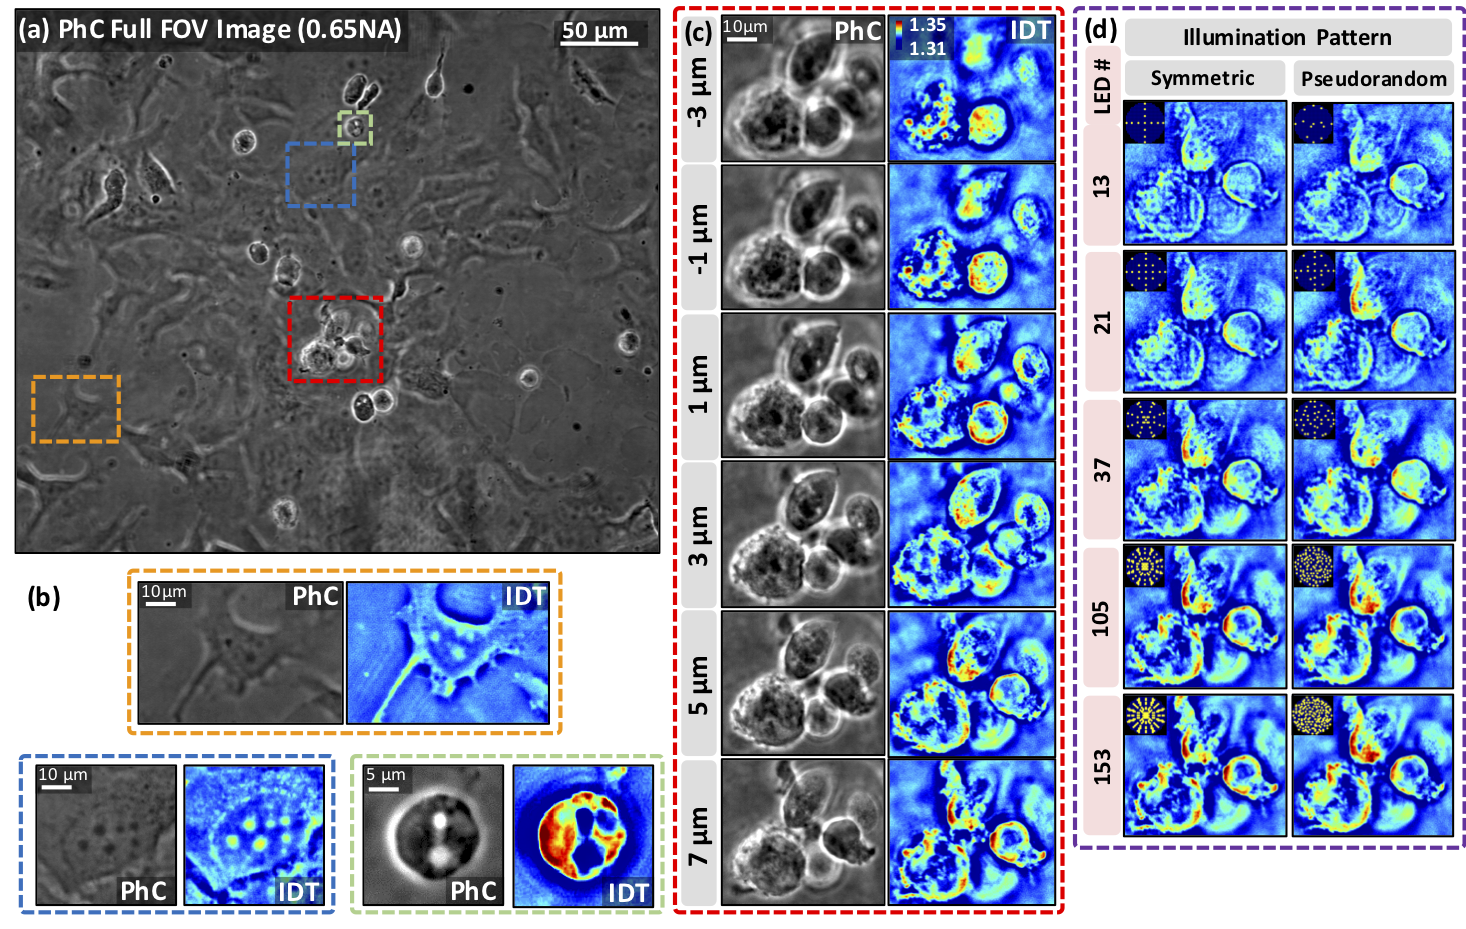 (a) PhC Full FOV Image (0.65NA)
50 µm
(b)
10µm
PhC
IDT
10 µm
PhC
IDT
5 µm
PhC
IDT
(c)
10µm
PhC
1.35
1.31
IDT
-3 µm
-1 µm
1 µm
3 µm
5 µm
7 µm
(d)
Illumination Pattern
LED #
Symmetric
Pseudorandom
13
21
37
105
153